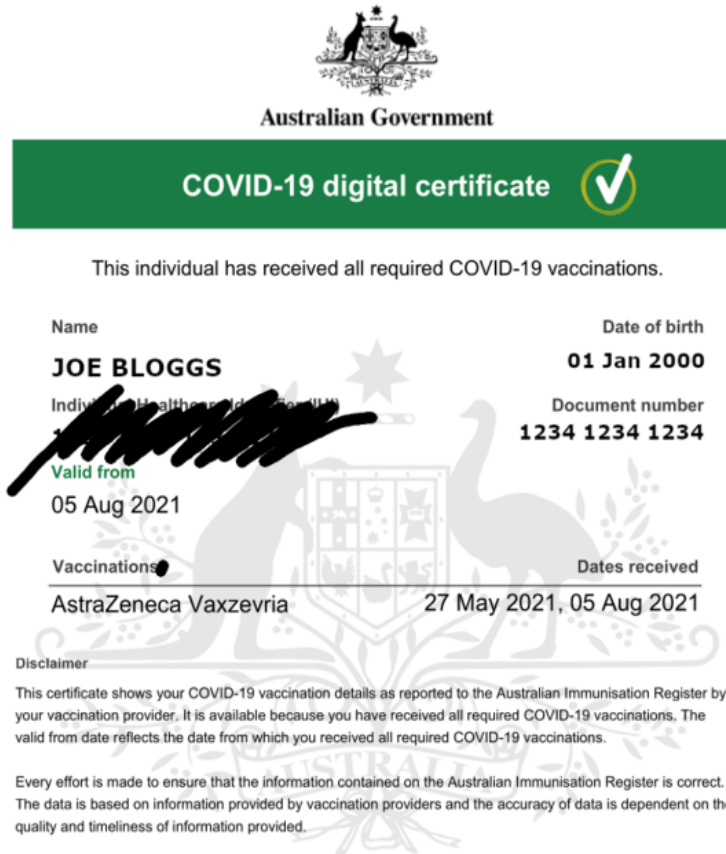 Australian Government
COVID-19 digital certificate
This individual has received all required COVID-19 vaccinations.
Name
Date of birth
JOE BLOGGS
01 Jan 2000
Document number
1234 1234 1234
Valid from
05 Aug 2021
Vaccinations
Dates received
AstraZeneca Vaxzevria
27 May 2021, 05 Aug 2021
Disclaimer
This certificate shows your COVID-19 vaccination details as reported to the Australian Immunisation Register by
your vaccination provider. It is available because you have received all required COVID-19 vaccinations. The
valid from date reflects the date from which you received all required COVID-19 vaccinations.
Every effort is made to ensure that the information contained on the Australian Immunisation Register is correct.
The data is based on information provided by vaccination providers and the accuracy of data is dependent on
quality and timeliness of information provided.
AUSTRALIA